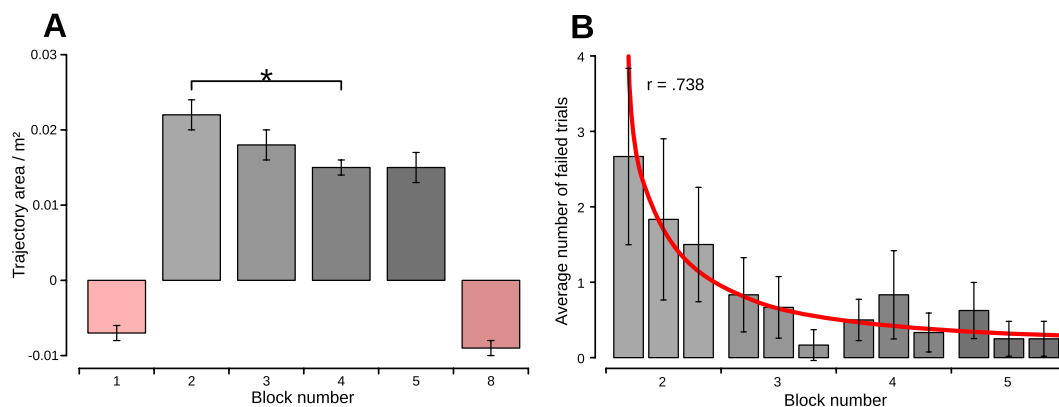 A
Trajectory area / m²
0.03
0.02
0.01
0
-0.01
*
1 2 3 4 5 8
Block number
B
Average number of failed trials
4
3
2
1
0
r = .738
2 3 4 5
Block number